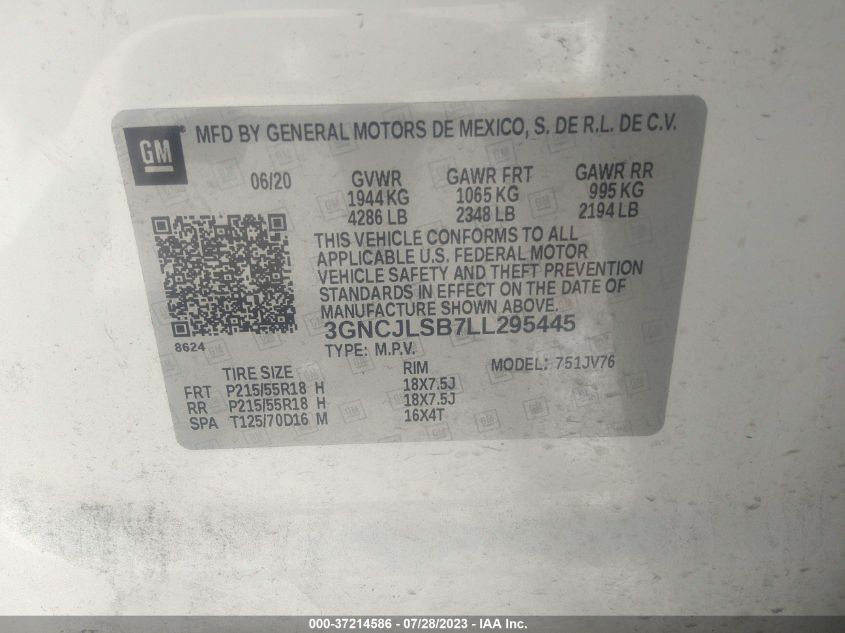 GM
MFD BY GENERAL MOTORS DE MEXICO, S. DE R.L. DE C.V.
06/20 GVWR GAWR FRT GAWR RR
1944 KG 1065 KG 995 KG
4286 LB 2348 LB 2194 LB
THIS VEHICLE CONFORMS TO ALL
APPLICABLE U.S. FEDERAL MOTOR
VEHICLE SAFETY AND THEFT PREVENTION
STANDARDS IN EFFECT ON THE DATE OF
MANUFACTURE SHOWN ABOVE.
3GNCJLSB7LL295445
8624
TYPE: M.P.V. MODEL: 751JV76
TIRE SIZE RIM
FRT P215/55R18 H 18X7.5J
RR P215/55R18 H 18X7.5J
SPA T125/70D16 M 16X4T
000-37214586 - 07/28/2023 - IAA Inc.